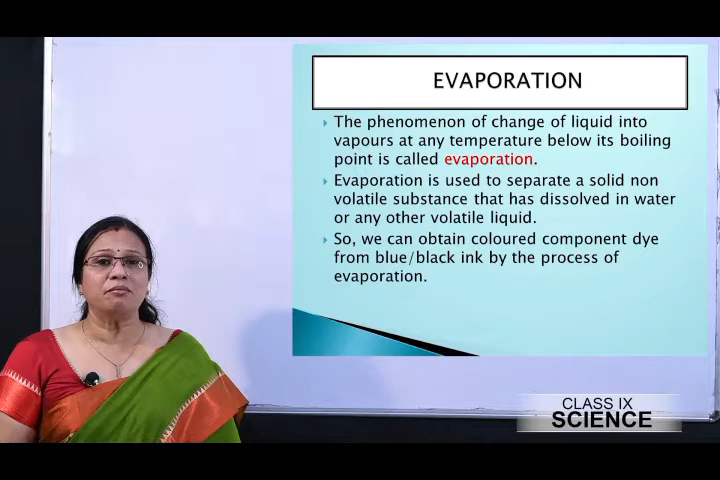 EVAPORATION
The phenomenon of change of liquid into
vapours at any temperature below its boiling
point is called evaporation.
Evaporation is used to separate a solid non
volatile substance that has dissolved in water
or any other volatile liquid.
So, we can obtain coloured component dye
from blue/black ink by the process of
evaporation.
CLASS IX
SCIENCE